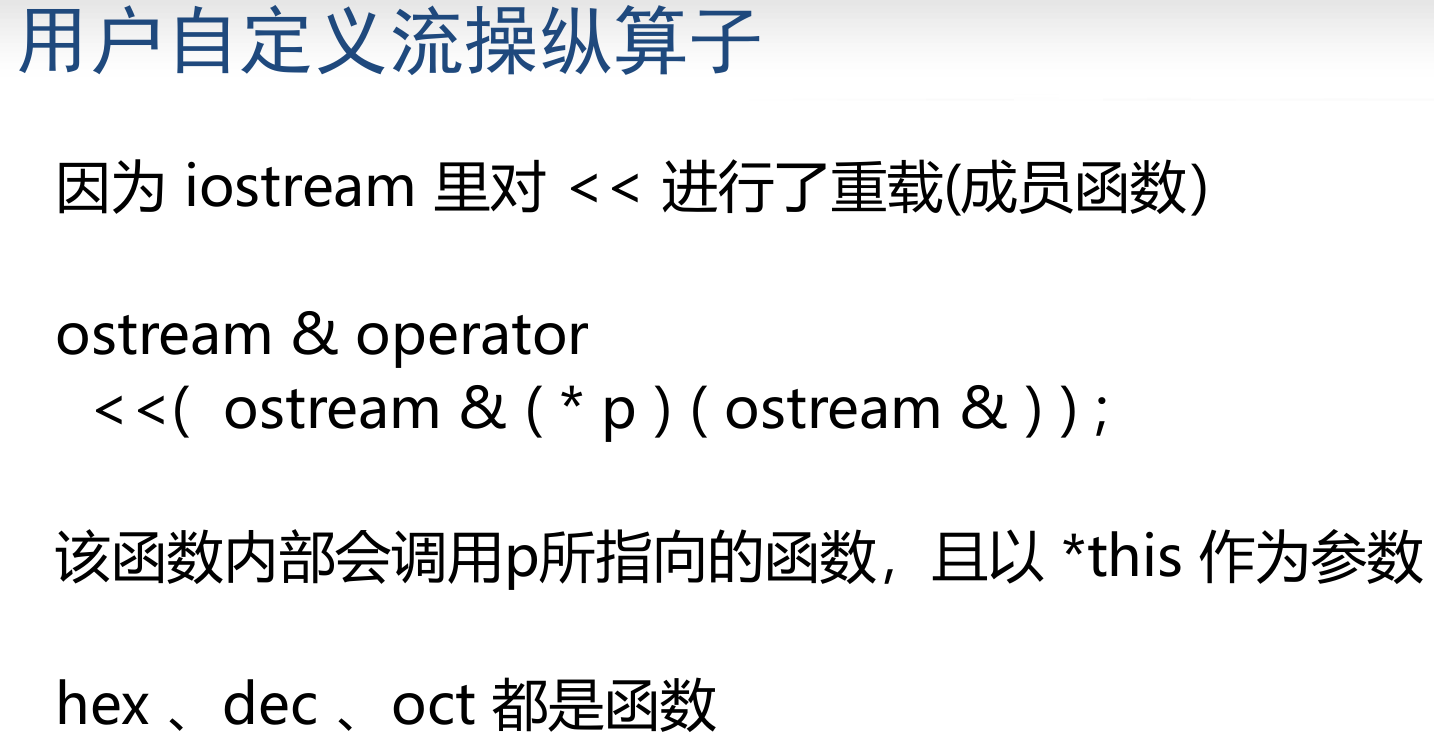 用户自定义流操纵算子
因为 iostream 里对 << 进行了重载(成员函数)
ostream & operator
<<( ostream & ( * p ) ( ostream & ) ) ;
该函数内部会调用p所指向的函数，且以 *this 作为参数
hex 、dec 、oct 都是函数